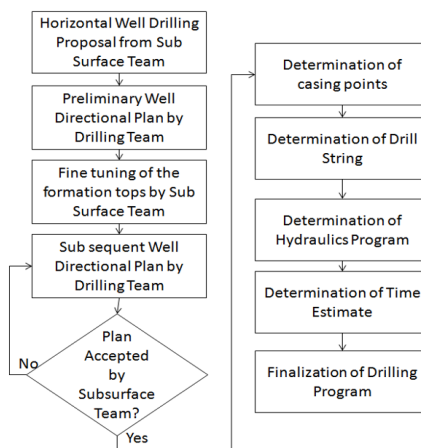 Horizontal Well Drilling
Proposal from Sub
Surface Team
Preliminary Well
Directional Plan by
Drilling Team
Fine tuning of the
formation tops by Sub
Surface Team
Sub sequent Well
Directional Plan by
Drilling Team
Plan
Accepted
by
Subsurface
Team?
No
Yes
Determination of
casing points
Determination of Drill
String
Determination of
Hydraulics Program
Determination of Time
Estimate
Finalization of Drilling
Program